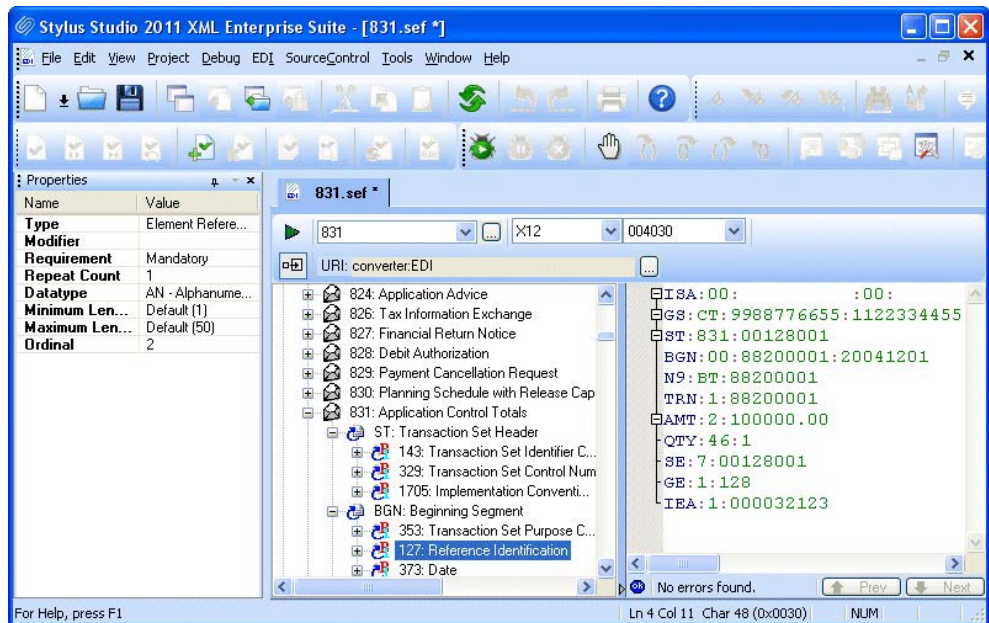 Stylus Studio 2011 XML Enterprise Suite - [831.sef *]
File Edit View Project Debug EDI SourceControl Tools Window Help
Properties
Name Value
Type Element Refere...
Modifier
Requirement Mandatory
Repeat Count 1
Datatype AN - Alphanume...
Minimum Len... Default (1)
Maximum Len... Default (50)
Ordinal 2
EDI 831.sef *
831 ... X12 004030
URI: converter:EDI ...
824: Application Advice
826: Tax Information Exchange
827: Financial Return Notice
828: Debit Authorization
829: Payment Cancellation Request
830: Planning Schedule with Release Cap
831: Application Control Totals
ST: Transaction Set Header
143: Transaction Set Identifier C...
329: Transaction Set Control Num
1705: Implementation Conventi...
BGN: Beginning Segment
353: Transaction Set Purpose C...
127: Reference Identification
373: Date
ISA:00: :00:
GS:CT:9988776655:1122334455
ST:831:00128001
BGN:00:88200001:20041201
N9:BT:88200001
TRN:1:88200001
AMT:2:100000.00
QTY:46:1
SE:7:00128001
GE:1:128
IEA:1:000032123
ok No errors found. Prev Next
For Help, press F1 Ln 4 Col 11 Char 48 (0x0030) NUM